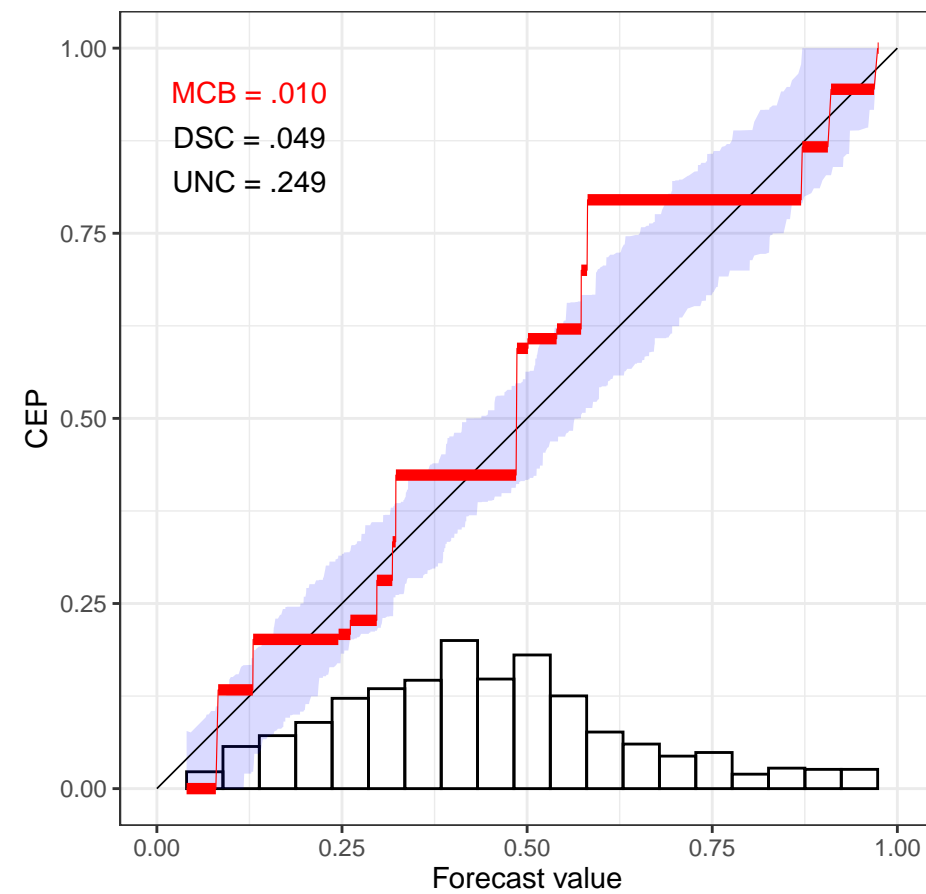 1.00
0.75
0.50
0.25
0.00
CEP
MCB = .010
DSC = .049
UNC = .249
0.00 0.25 0.50 0.75 1.00
Forecast value